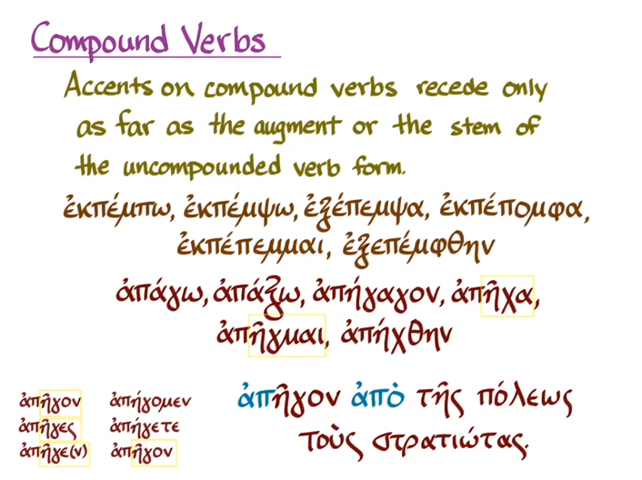 Compound Verbs
Accents on compound verbs recede only
as far as the augment or the stem of
the uncompounded verb form.
ἐκπέμπω, ἐκπέμψω, ἐξέπεμψα, ἐκπέπομφα,
ἐκπέπεμμαι, ἐξεπέμφθην
ἀπάγω, ἀπάξω, ἀπήγαγον, ἀπῆχα,
ἀπῆγμαι, ἀπήχθην
ἀπῆγον ἀπήγομεν
ἀπῆγες ἀπήγετε
ἀπῆγε(ν) ἀπῆγον
ἀπῆγον ἀπὸ τῆς πόλεως
τοὺς στρατιώτας.